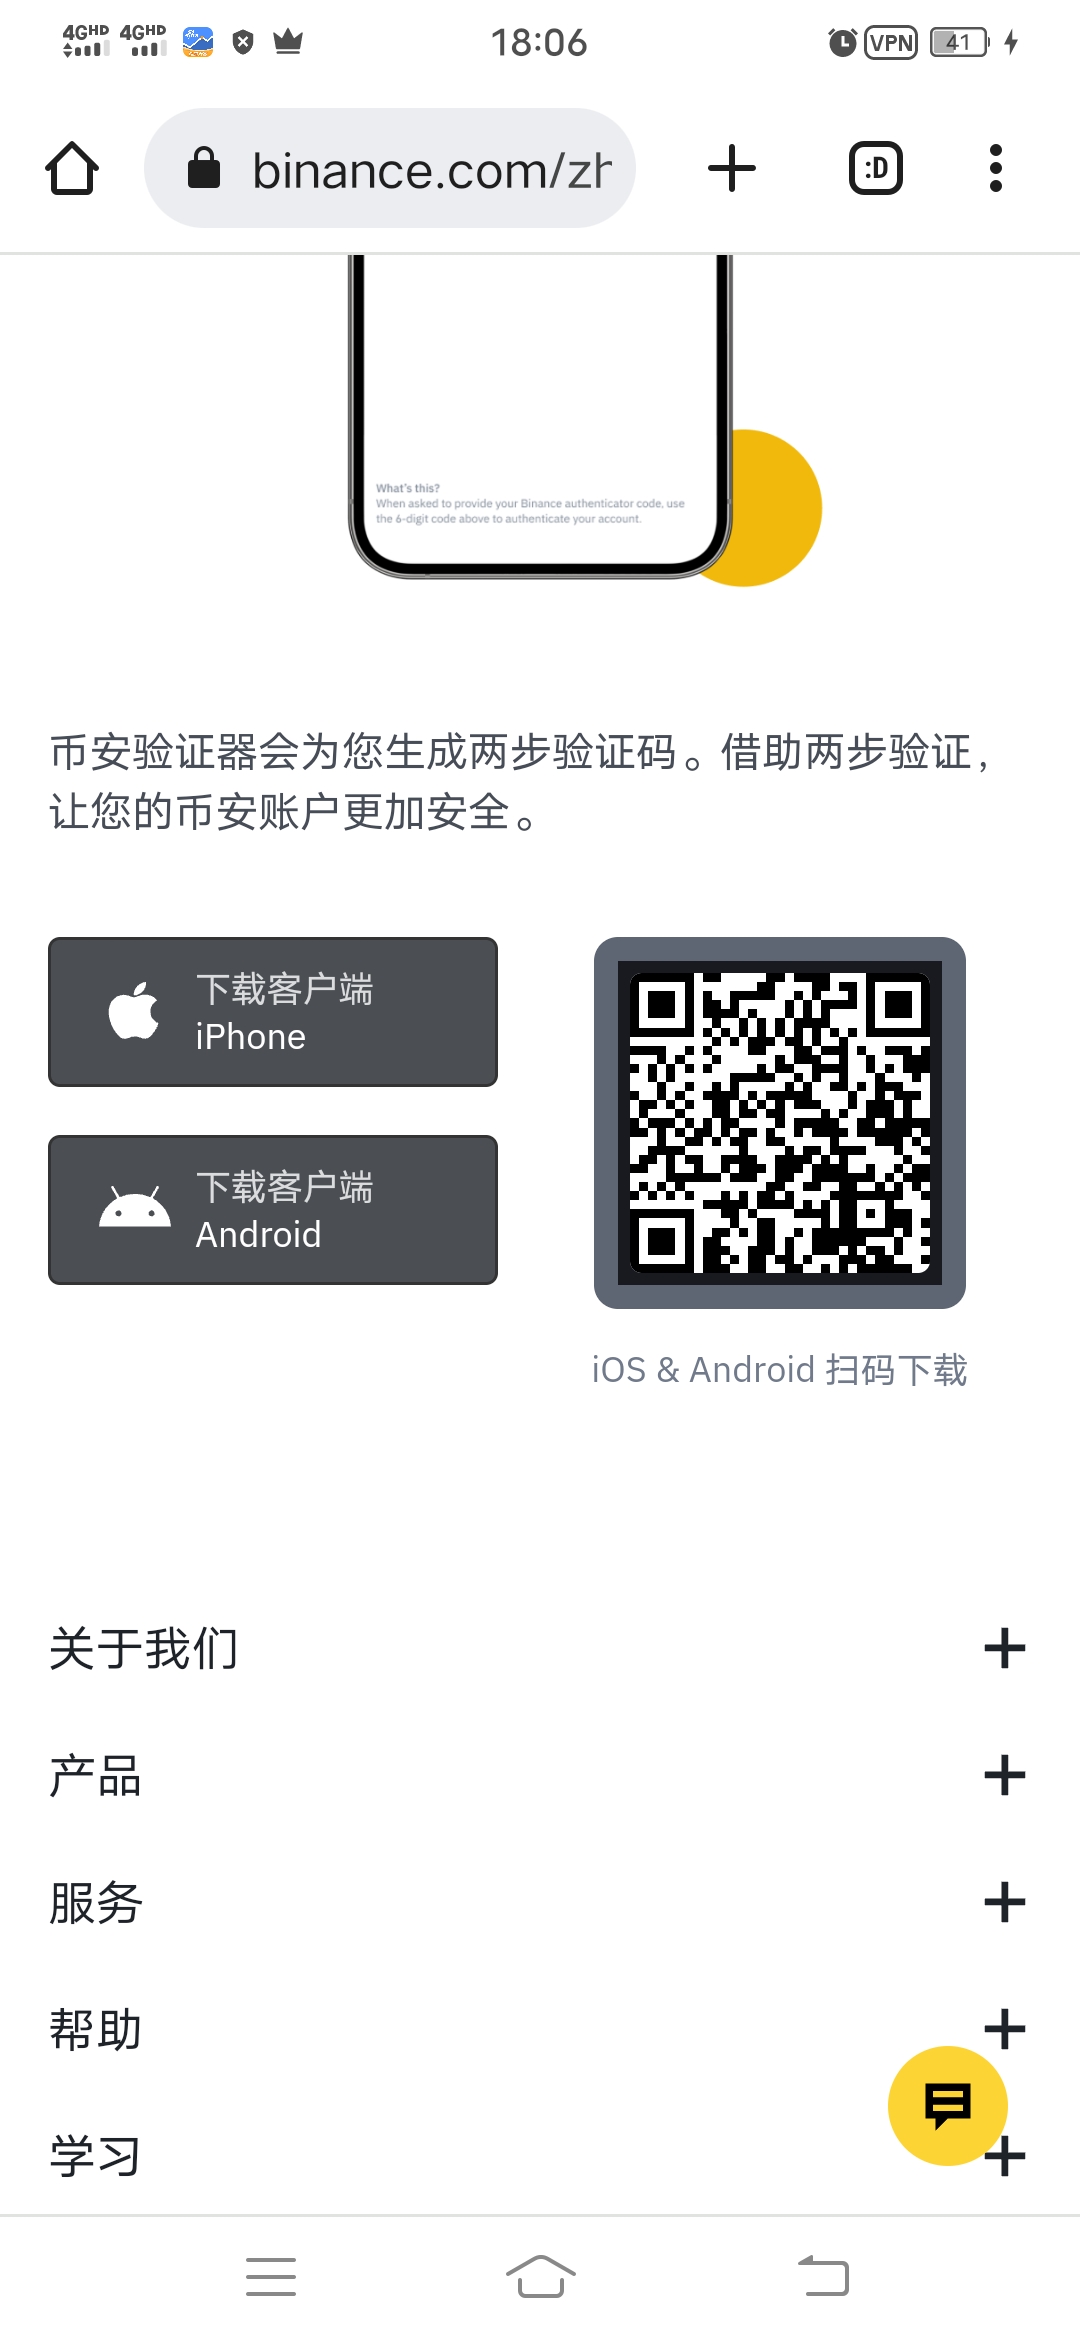 4GHD 4GHD 18:06 VPN 41
binance.com/zh
:D
What's this?
When asked to provide your Binance authenticator code, use
the 6-digit code above to authenticate your account.
币安验证器会为您生成两步验证码。借助两步验证，
让您的币安账户更加安全。
下载客户端
iPhone
下载客户端
Android
iOS & Android 扫码下载
关于我们
产品
服务
帮助
学习